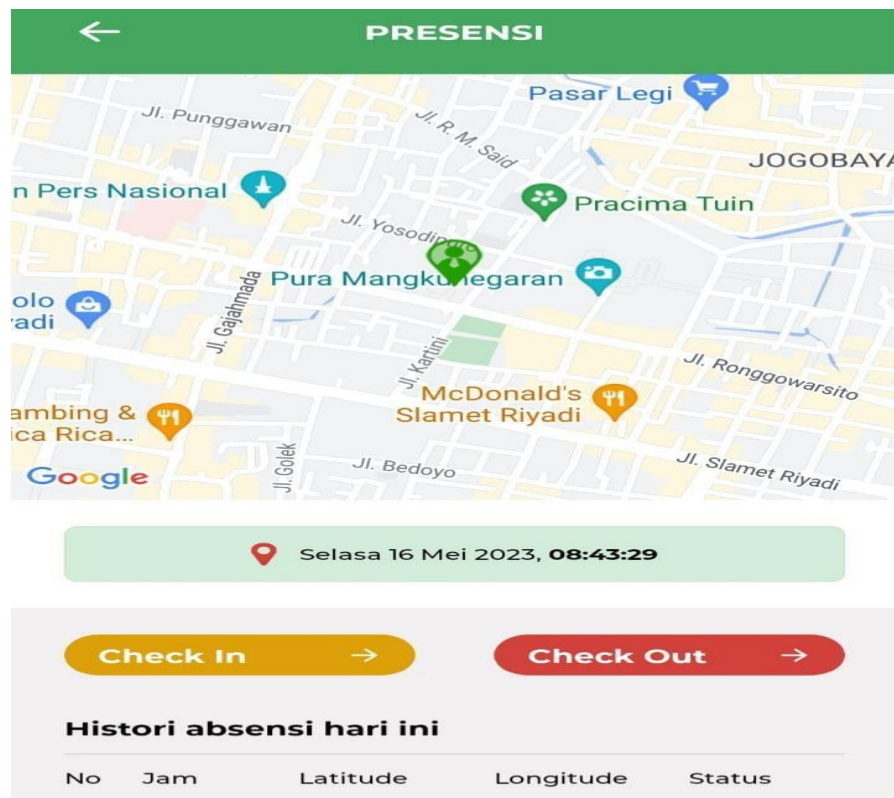 PRESENSI
Pasar Legi
Jl. Punggawan
Jl. R. M. Said
JOGOBAYA
n Pers Nasional
Pracima Tuin
Jl. Yosodip
Pura Mangkunegaran
olo
adi
Jl. Gajahmada
Jl. Kartini
Jl. Ronggowarsito
McDonald's
Slamet Riyadi
ambing &
ica Rica...
Jl. Golek
Jl. Bedoyo
Jl. Slamet Riyadi
Google
Selasa 16 Mei 2023, 08:43:29
Check In
Check Out
Histori absensi hari ini
No Jam Latitude Longitude Status